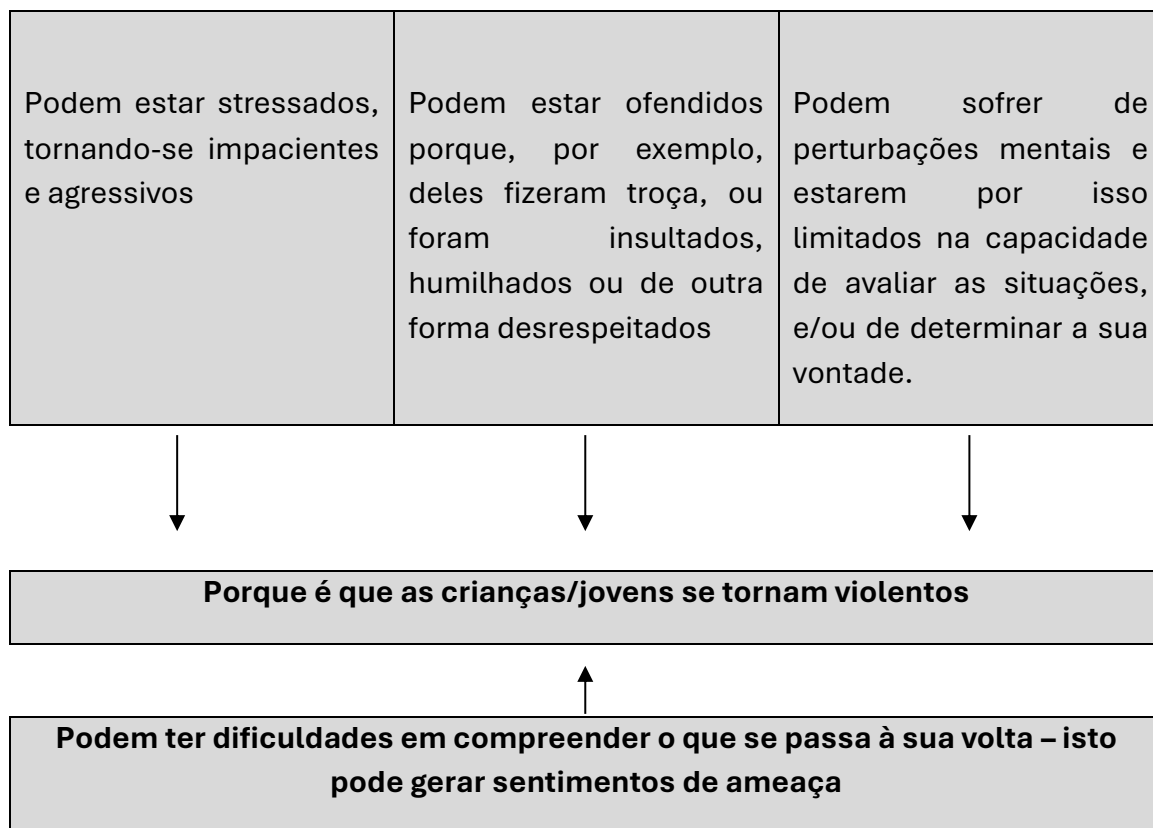 Podem estar stressados,
tornando-se impacientes
e agressivos
Podem estar ofendidos
porque, por exemplo,
deles fizeram troça, ou
foram insultados,
humilhados ou de outra
forma desrespeitados
Podem sofrer de
perturbações mentais e
estarem por isso
limitados na capacidade
de avaliar as situações,
e/ou de determinar a sua
vontade.
Porque é que as crianças/jovens se tornam violentos
Podem ter dificuldades em compreender o que se passa à sua volta – isto
pode gerar sentimentos de ameaça